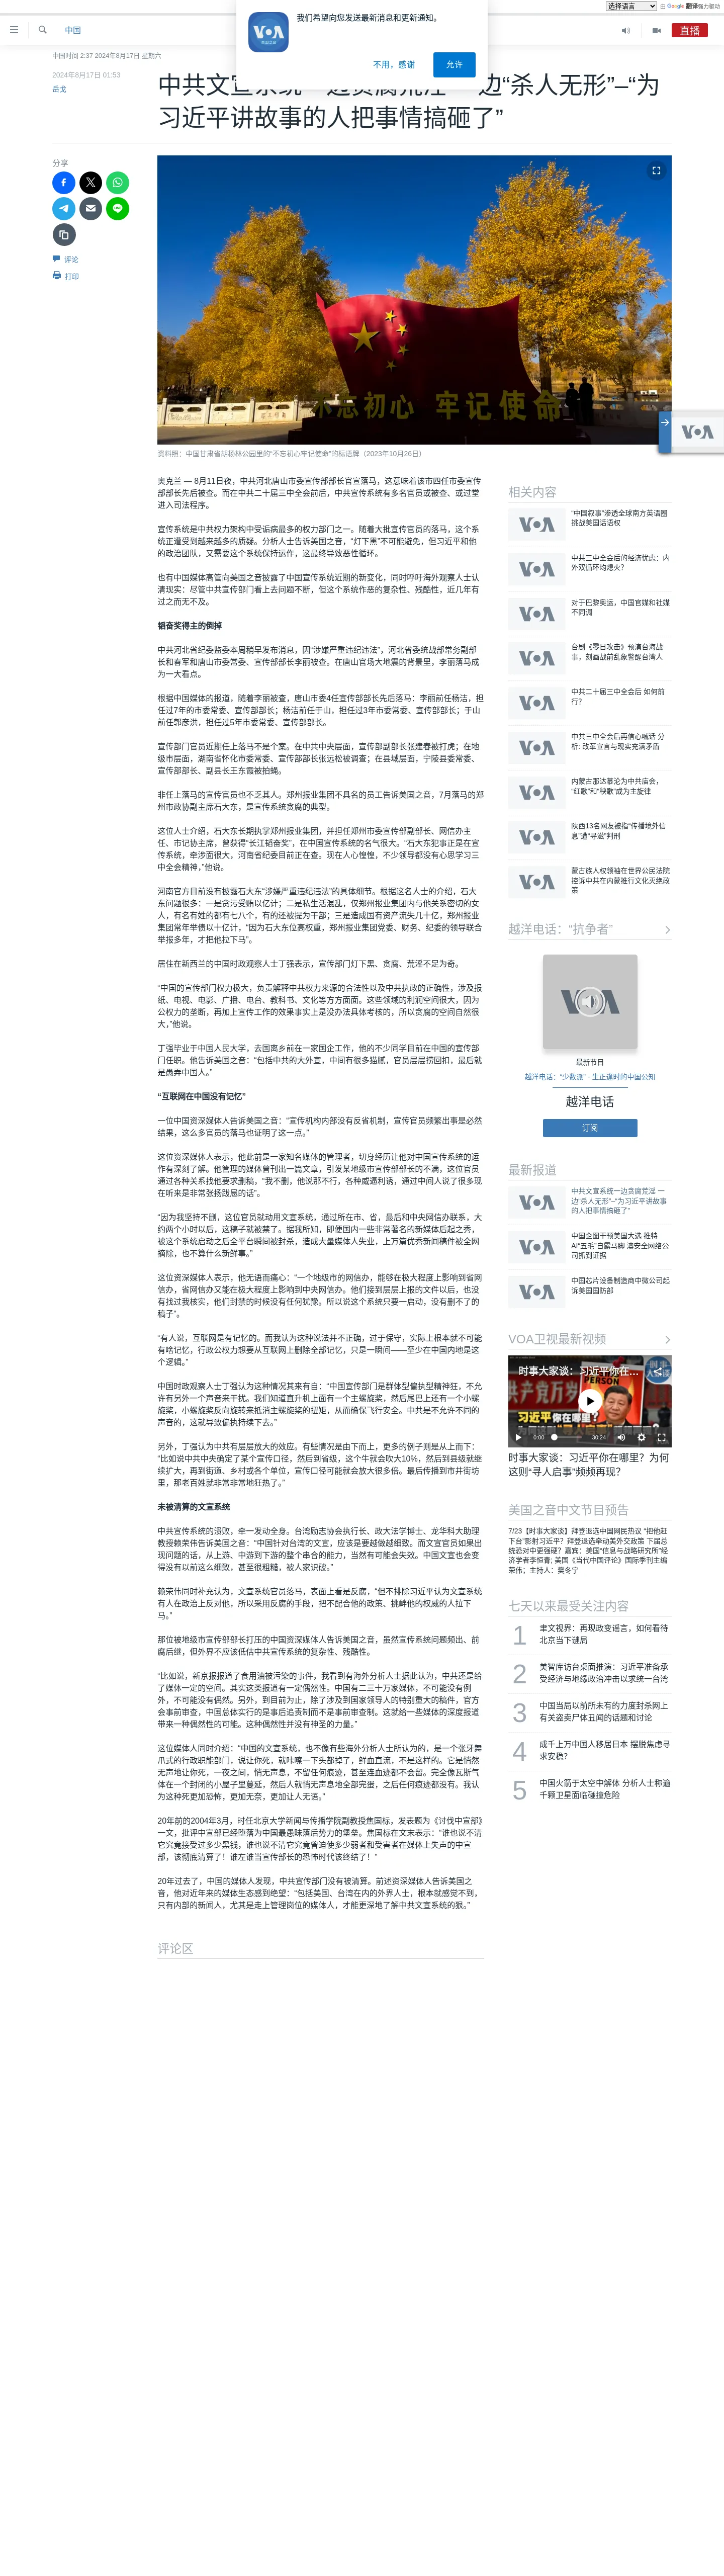 选择语言
由 Google 翻译强力驱动
中国
直播
我们希望向您发送最新消息和更新通知。
不用，感谢
允许
中国时间 2:37 2024年8月17日 星期六
2024年8月17日 01:53
岳戈
一边“杀人无形”–“为
习近平讲故事的人把事情搞砸了”
分享
评论
打印
不忘初心 牢记使命
资料照：中国甘肃省胡杨林公园里的“不忘初心牢记使命”的标语牌（2023年10月26日）
奥克兰 — 8月11日夜，中共河北唐山市委宣传部部长官宣落马，这意味着该市四任市委宣传
部部长先后被查。而在中共二十届三中全会前后，中共宣传系统有多名官员或被查、或过堂
进入司法程序。
宣传系统是中共权力架构中受诟病最多的权力部门之一。随着大批宣传官员的落马，这个系
统正遭受到越来越多的质疑。分析人士告诉美国之音，“灯下黑”不可能避免，但习近平和他
的政治团队，又需要这个系统保持运作，这最终导致恶性循环。
也有中国媒体高管向美国之音披露了中国宣传系统近期的新变化，同时呼吁海外观察人士认
清现实：尽管中共宣传部门看上去问题不断，但这个系统作恶的复杂性、残酷性，近几年有
过之而无不及。
韬奋奖得主的倒掉
中共河北省纪委监委本周稍早发布消息，因“涉嫌严重违纪违法”，河北省委统战部常务副部
长和春军和唐山市委常委、宣传部部长李丽被查。在唐山官场大地震的背景里，李丽落马成
为一大看点。
根据中国媒体的报道，随着李丽被查，唐山市委4任宣传部部长先后落马：李丽前任杨洁，担
任过7年的市委常委、宣传部部长；杨洁前任于山，担任过3年市委常委、宣传部部长；于山
前任郭彦洪，担任过5年市委常委、宣传部部长。
宣传部门官员近期任上落马不是个案。在中共中央层面，宣传部副部长张建春被打虎；在地
级市层面，湖南省怀化市委常委、宣传部部长张远松被调查；在县域层面，宁陵县委常委、
宣传部部长、副县长王东霞被拍蝇。
非任上落马的宣传官员也不乏其人。郑州报业集团不具名的员工告诉美国之音，7月落马的郑
州市政协副主席石大东，是宣传系统贪腐的典型。
这位人士介绍，石大东长期执掌郑州报业集团，并担任郑州市委宣传部副部长、网信办主
任、市记协主席，曾获得“长江韬奋奖”，在中国宣传系统的名气很大。“石大东犯事正是在宣
传系统，牵涉面很大，河南省纪委目前正在查。现在人心惶惶，不少领导都没有心思学习三
中全会精神，”他说。
河南官方目前没有披露石大东“涉嫌严重违纪违法”的具体细节。根据这名人士的介绍，石大
东问题很多：一是贪污受贿以亿计；二是私生活混乱，仅郑州报业集团内与他关系密切的女
人，有名有姓的都有七八个，有的还被提为干部；三是造成国有资产流失几十亿，郑州报业
集团常年举债以十亿计，“因为石大东位高权重，郑州报业集团党委、财务、纪委的领导联合
举报多年，才把他拉下马”。
居住在新西兰的中国时政观察人士丁强表示，宣传部门灯下黑、贪腐、荒淫不足为奇。
“中国的宣传部门权力极大，负责解释中共权力来源的合法性以及中共执政的正确性，涉及报
纸、电视、电影、广播、电台、教科书、文化等方方面面。这些领域的利润空间很大，因为
公权力的垄断，再加上宣传工作的效果事实上是没办法具体考核的，所以贪腐的空间自然很
大，”他说。
丁强毕业于中国人民大学，去国离乡前在一家国企工作，他的不少同学目前在中国的宣传部
门任职。他告诉美国之音：“包括中共的大外宣，中间有很多猫腻，官员层层捞回扣，最后就
是愚弄中国人。”
“互联网在中国没有记忆”
一位中国资深媒体人告诉美国之音：“宣传机构内部没有反省机制，宣传官员频繁出事是必然
结果，这么多官员的落马也证明了这一点。”
这位资深媒体人表示，他此前是一家知名媒体的管理者，切身经历让他对中国宣传系统的运
作有深刻了解。他管理的媒体曾刊出一篇文章，引发某地级市宣传部部长的不满，这位官员
通过各种关系找他要求删稿，“我不删，他说那不行，各种威逼利诱，通过中间人说了很多现
在听来是非常张扬跋扈的话”。
“因为我坚持不删，这位官员就动用文宣系统，通过所在市、省，最后和中央网信办联系，大
约两个小时以后，这稿子就被禁了。据我所知，即便国内一些非常著名的新媒体后起之秀，
被这个系统启动之后全平台瞬间被封杀，造成大量媒体人失业，上万篇优秀新闻稿件被全网
摘除，也不算什么新鲜事。”
这位资深媒体人表示，他无语而痛心：“一个地级市的网信办，能够在极大程度上影响到省网
信办，省网信办又能在极大程度上影响到中央网信办。他们接到层层上报的文件以后，也没
有找过我核实，他们封禁的时候没有任何犹豫。所以说这个系统只要一启动，没有删不了的
稿子”。
“有人说，互联网是有记忆的。而我认为这种说法并不正确，过于保守，实际上根本就不可能
有啥记忆，行政公权力想要从互联网上删除全部记忆，只是一瞬间——至少在中国内地是这
个逻辑。”
中国时政观察人士丁强认为这种情况其来有自：“中国宣传部门是群体型偏执型精神狂，不允
许有另外一个声音来干扰。我们知道直升机上面有一个主螺旋桨，然后尾巴上还有一个小螺
旋桨，小螺旋桨反向旋转来抵消主螺旋桨的扭矩，从而确保飞行安全。中共是不允许不同的
声音的，这就导致偏执持续下去。”
另外，丁强认为中共有层层放大的效应。有些情况是由下而上，更多的例子则是从上而下：
“比如说中共中央确定了某个宣传口径，然后到省级，这个牛就会吹大10%，然后到县级就继
续扩大，再到街道、乡村或各个单位，宣传口径可能就会放大很多倍。最后传播到市井街坊
里，那老百姓就非常非常地狂热了。”
未被清算的文宣系统
中共宣传系统的溃败，牵一发动全身。台湾励志协会执行长、政大法学博士、龙华科大助理
教授赖荣伟告诉美国之音：“中国针对台湾的文宣，应该是要越做越细致。而文宣官员如果出
现问题的话，从上游、中游到下游的整个串合的能力，当然有可能会失效。中国文宣也会变
得没有以前这么细致，甚至很粗糙，被人家识破。”
赖荣伟同时补充认为，文宣系统官员落马，表面上看是反腐，“但不排除习近平认为文宣系统
有人在政治上反对他，所以采用反腐的手段，把不配合他的政策、挑衅他的权威的人拉下
马。”
那位被地级市宣传部部长打压的中国资深媒体人告诉美国之音，虽然宣传系统问题频出、前
腐后继，但外界不应该低估中共宣传系统的复杂性、残酷性。
“比如说，新京报报道了食用油被污染的事件，我看到有海外分析人士据此认为，中共还是给
了媒体一定的空间。其实这类报道有一定偶然性。中国有二三十万家媒体，不可能没有例
外，不可能没有偶然。另外，到目前为止，除了涉及到国家领导人的特别重大的稿件，官方
会事前审查，中国总体实行的是事后追责制而不是事前审查制。这就给一些媒体的深度报道
带来一种偶然性的可能。这种偶然性并没有神圣的力量。”
这位媒体人同时介绍：“中国的文宣系统，也不像有些海外分析人士所认为的，是一个张牙舞
爪式的行政职能部门，说让你死，就咔嚓一下头都掉了，鲜血直流，不是这样的。它是悄然
无声地让你死，一夜之间，悄无声息，不留任何痕迹，甚至连血迹都不会留。完全像瓦斯气
体在一个封闭的小屋子里蔓延，然后人就悄无声息地全部完蛋，之后任何痕迹都没有。我认
为这种死更加恐怖，更加无奈，更加让人无语。”
20年前的2004年3月，时任北京大学新闻与传播学院副教授焦国标，发表题为《讨伐中宣部》
一文，批评中宣部已经堕落为中国最愚昧落后势力的堡垒。焦国标在文末表示：“谁也说不清
它究竟接受过多少黑钱，谁也说不清它究竟曾迫使多少弱者和受害者在媒体上失声的中宣
部，该彻底清算了！谁左谁当宣传部长的恐怖时代该终结了！”
20年过去了，中国的媒体人发现，中共宣传部门没有被清算。前述资深媒体人告诉美国之
音，他对近年来的媒体生态感到绝望：“包括美国、台湾在内的外界人士，根本就感觉不到，
只有内部的新闻人，尤其是走上管理岗位的媒体人，才能更深地了解中共文宣系统的狠。”
评论区
相关内容
“中国叙事”渗透全球南方英语圈
挑战美国话语权
中共三中全会后的经济忧虑：内
外双循环均熄火？
对于巴黎奥运，中国官媒和社媒
不同调
台剧《零日攻击》预演台海战
事，刻画战前乱象警醒台湾人
中共二十届三中全会后 如何前
行？
中共三中全会后再信心喊话 分
析: 改革宣言与现实充满矛盾
内蒙古那达慕沦为中共庙会，
“红歌”和“秧歌”成为主旋律
陕西13名网友被指“传播境外信
息”遭“寻滋”判刑
蒙古族人权领袖在世界公民法院
控诉中共在内蒙推行文化灭绝政
策
越洋电话：“抗争者”
最新节目
越洋电话：“少数派” - 生正逢时的中国公知
越洋电话
订阅
最新报道
中共文宣系统一边贪腐荒淫 一
边“杀人无形”–“为习近平讲故事
的人把事情搞砸了”
中国企图干预美国大选 推特
AI“五毛”自露马脚 澳安全网络公
司抓到证据
中国芯片设备制造商中微公司起
诉美国国防部
VOA卫视最新视频
时事大家谈：习近平你在…
习近平
你在哪里？
0:00
30:24
时事大家谈：习近平你在哪里？为何
这则“寻人启事”频频再现？
美国之音中文节目预告
7/23【时事大家谈】拜登退选中国网民热议 “把他赶
下台”影射习近平？拜登退选牵动美外交政策 下届总
统恐对中更强硬？嘉宾：美国“信息与战略研究所”经
济学者李恒青; 美国《当代中国评论》国际季刊主编
荣伟；主持人：樊冬宁
七天以来最受关注内容
1
聿文视界：再现政变谣言，如何看待
北京当下谜局
2
美智库访台桌面推演：习近平准备承
受经济与地缘政治冲击以求统一台湾
3
中国当局以前所未有的力度封杀网上
有关盗卖尸体丑闻的话题和讨论
4
成千上万中国人移居日本 摆脱焦虑寻
求安稳？
5
中国火箭于太空中解体 分析人士称逾
千颗卫星面临碰撞危险